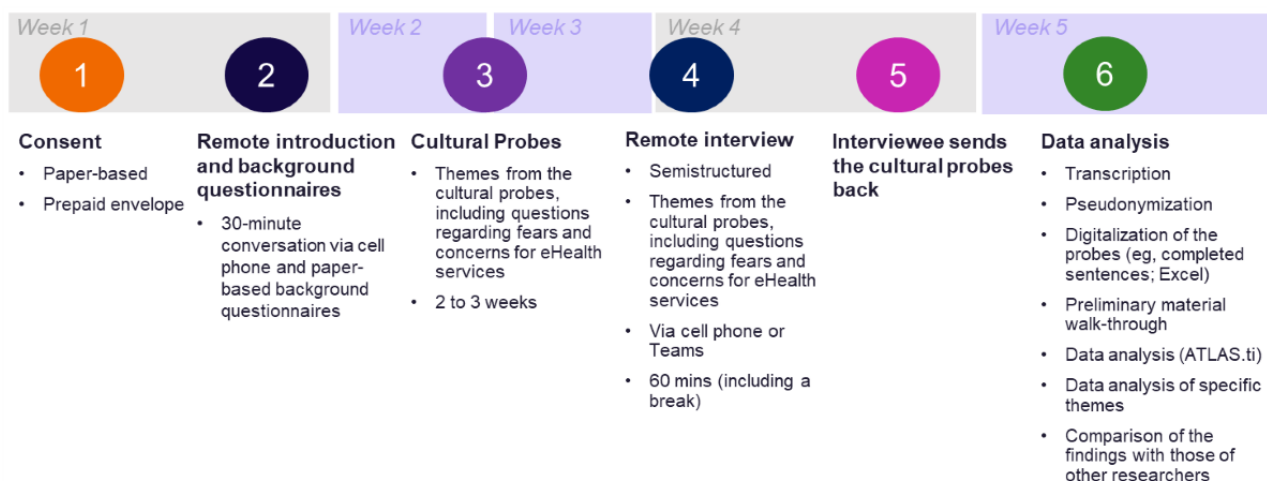 Week 1
Week 2
Week 3
Week 4
Week 5
1
2
3
4
5
6
Consent
• Paper-based
• Prepaid envelope
Remote introduction
and background
questionnaires
• 30-minute
conversation via cell
phone and paper-
based background
questionnaires
Cultural Probes
• Themes from the
cultural probes,
including questions
regarding fears and
concerns for eHealth
services
• 2 to 3 weeks
Remote interview
• Semistructured
• Themes from the
cultural probes,
including questions
regarding fears and
concerns for eHealth
services
• Via cell phone or
Teams
• 60 mins (including a
break)
Interviewee sends
the cultural probes
back
Data analysis
• Transcription
• Pseudonymization
• Digitalization of the
probes (eg, completed
sentences; Excel)
• Preliminary material
walk-through
• Data analysis (ATLAS.ti)
• Data analysis of specific
themes
• Comparison of the
findings with those of
other researchers